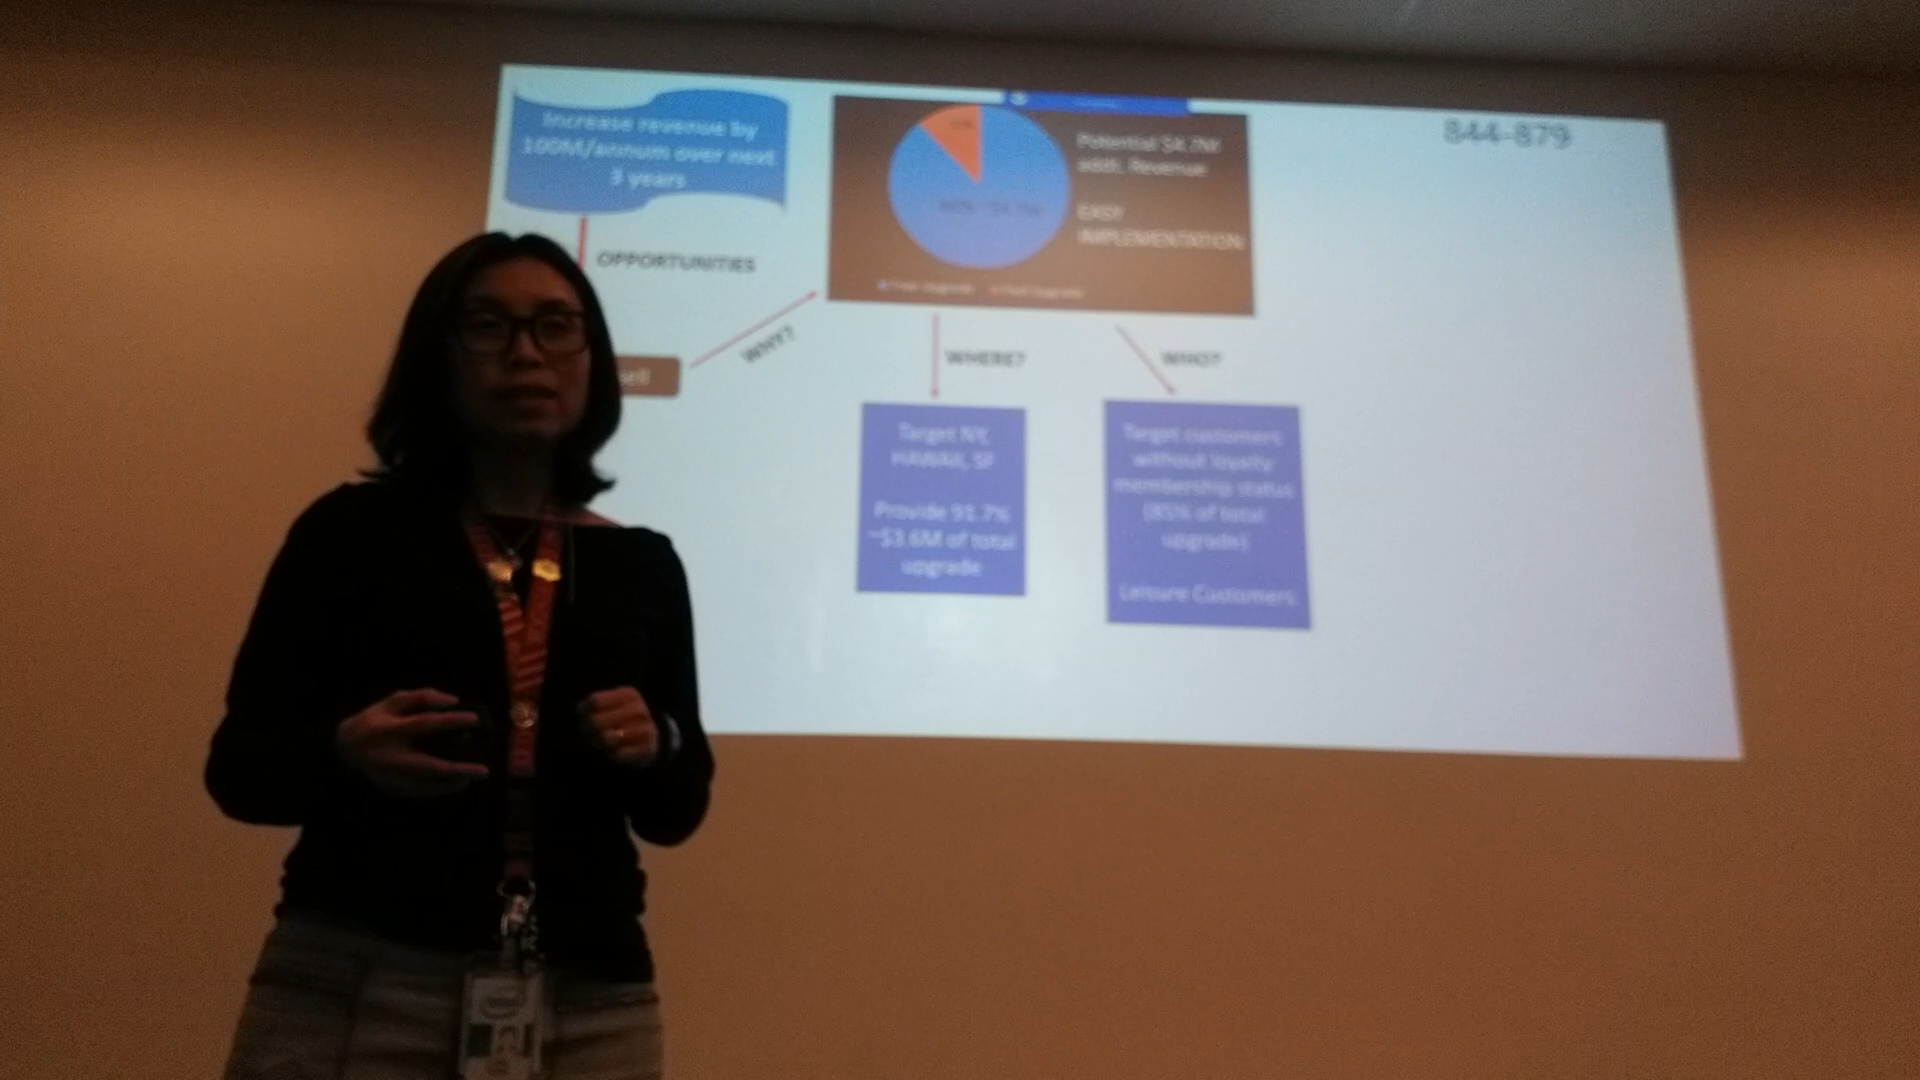 844-879
Increase revenue by
100M/annum over next
3 years
OPPORTUNITIES
sell
WHY?
Potential $4.7M
addt. Revenue
EASY
IMPLEMENTATION
WHERE?
WHO?
Target NY,
HAWAII, SF
Provide 91.7%
~$3.6M of total
upgrade
Target customers
without loyalty
membership status
(85% of total
upgrade)
Leisure Customers